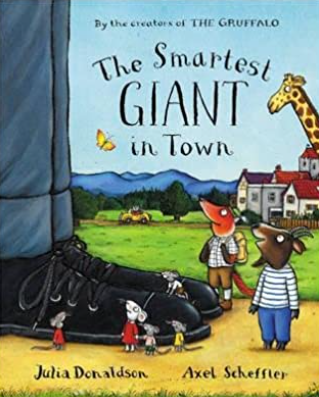 By the creators of THE GRUFFALO
The Smartest
GIANT
in Town
Julia Donaldson Axel Scheffler